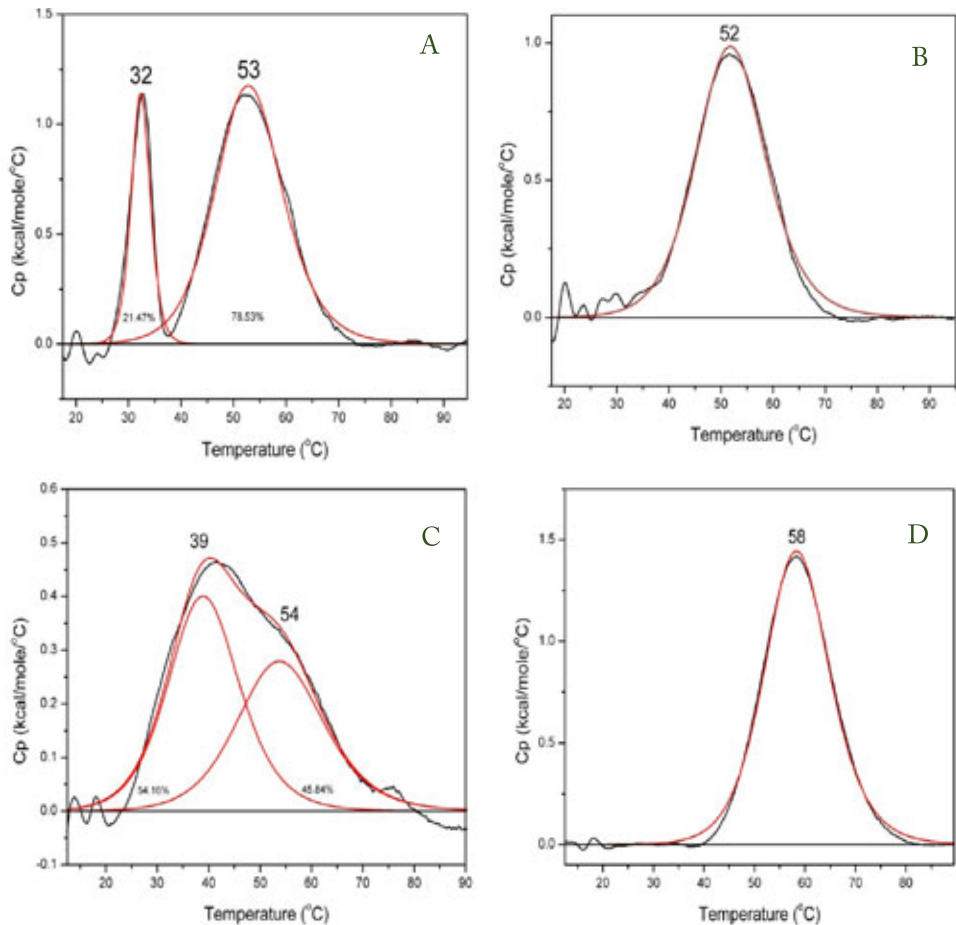 A
32
53
1.5
1.0
0.5
0.0
Cp (kcal/mole/°C)
21.47%
78.53%
20 30 40 50 60 70 80 90
Temperature (°C)
B
52
1.0
0.5
0.0
Cp (kcal/mole/°C)
20 30 40 50 60 70 80 90
Temperature (°C)
C
39
54
0.6
0.5
0.4
0.3
0.2
0.1
0.0
-0.1
Cp (kcal/mole/°C)
54.16%
45.84%
20 30 40 50 60 70 80 90
Temperature (°C)
D
58
1.5
1.0
0.5
0.0
Cp (kcal/mole/°C)
20 30 40 50 60 70 80
Temperature (°C)